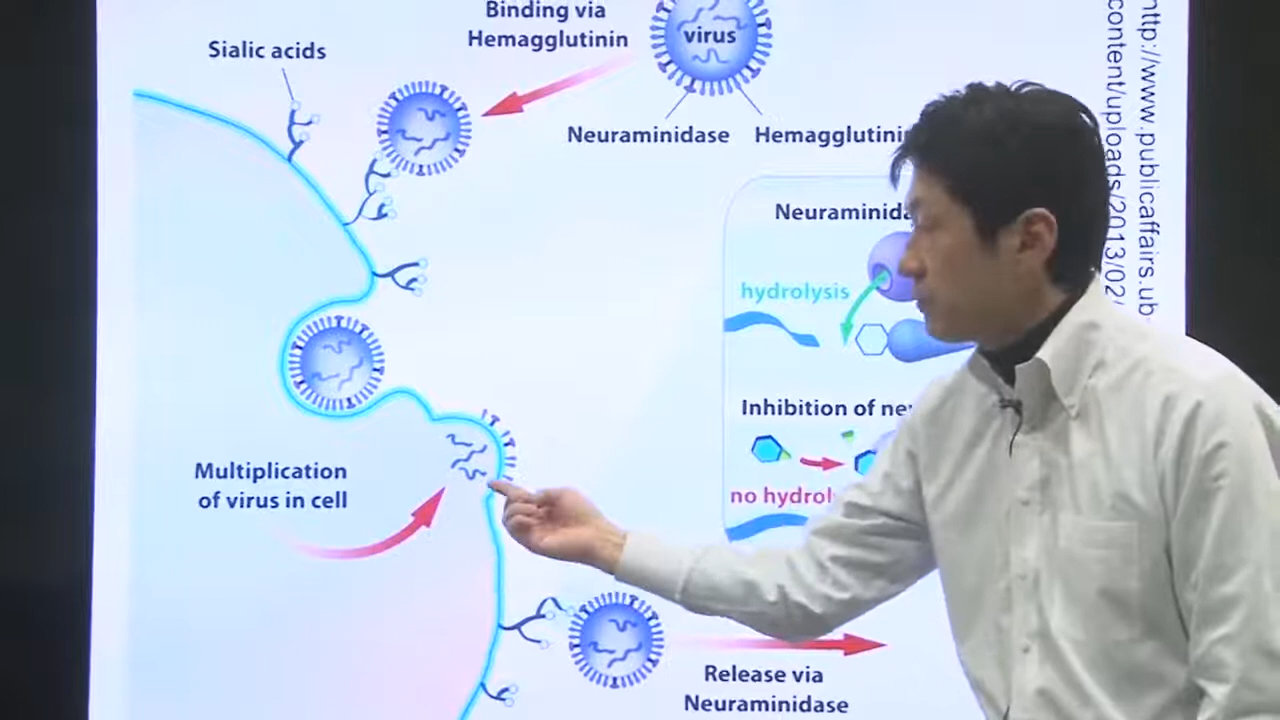 Binding via
Hemagglutinin
virus
Sialic acids
Neuraminidase
Hemagglutinin
Neuraminida
hydrolysis
Inhibition of ne
no hydrol
Multiplication
of virus in cell
Release via
Neuraminidase
http://www.publicaffairs.ub-
content/uploads/2013/02/